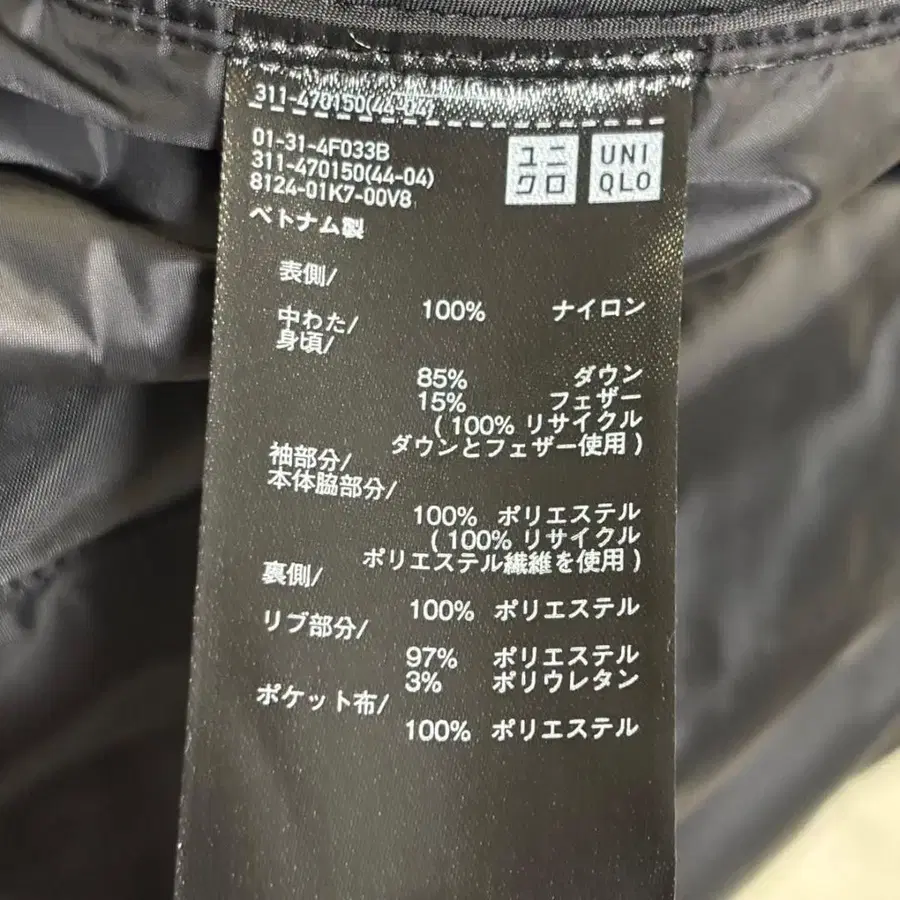 311-470150(44-04)
01-31-4F033B
311-470150(44-04)
8124-01K7-00V8
ユニ
クロ
UNI
QLO
ベトナム製
表側/
100% ナイロン
中わた/
身頃/
85% ダウン
15% フェザー
(100% リサイクル
ダウンとフェザー使用)
袖部分/
本体脇部分/
100% ポリエステル
(100% リサイクル
ポリエステル繊維を使用)
裏側/
100% ポリエステル
リブ部分/
97% ポリエステル
3% ポリウレタン
ポケット布/
100% ポリエステル